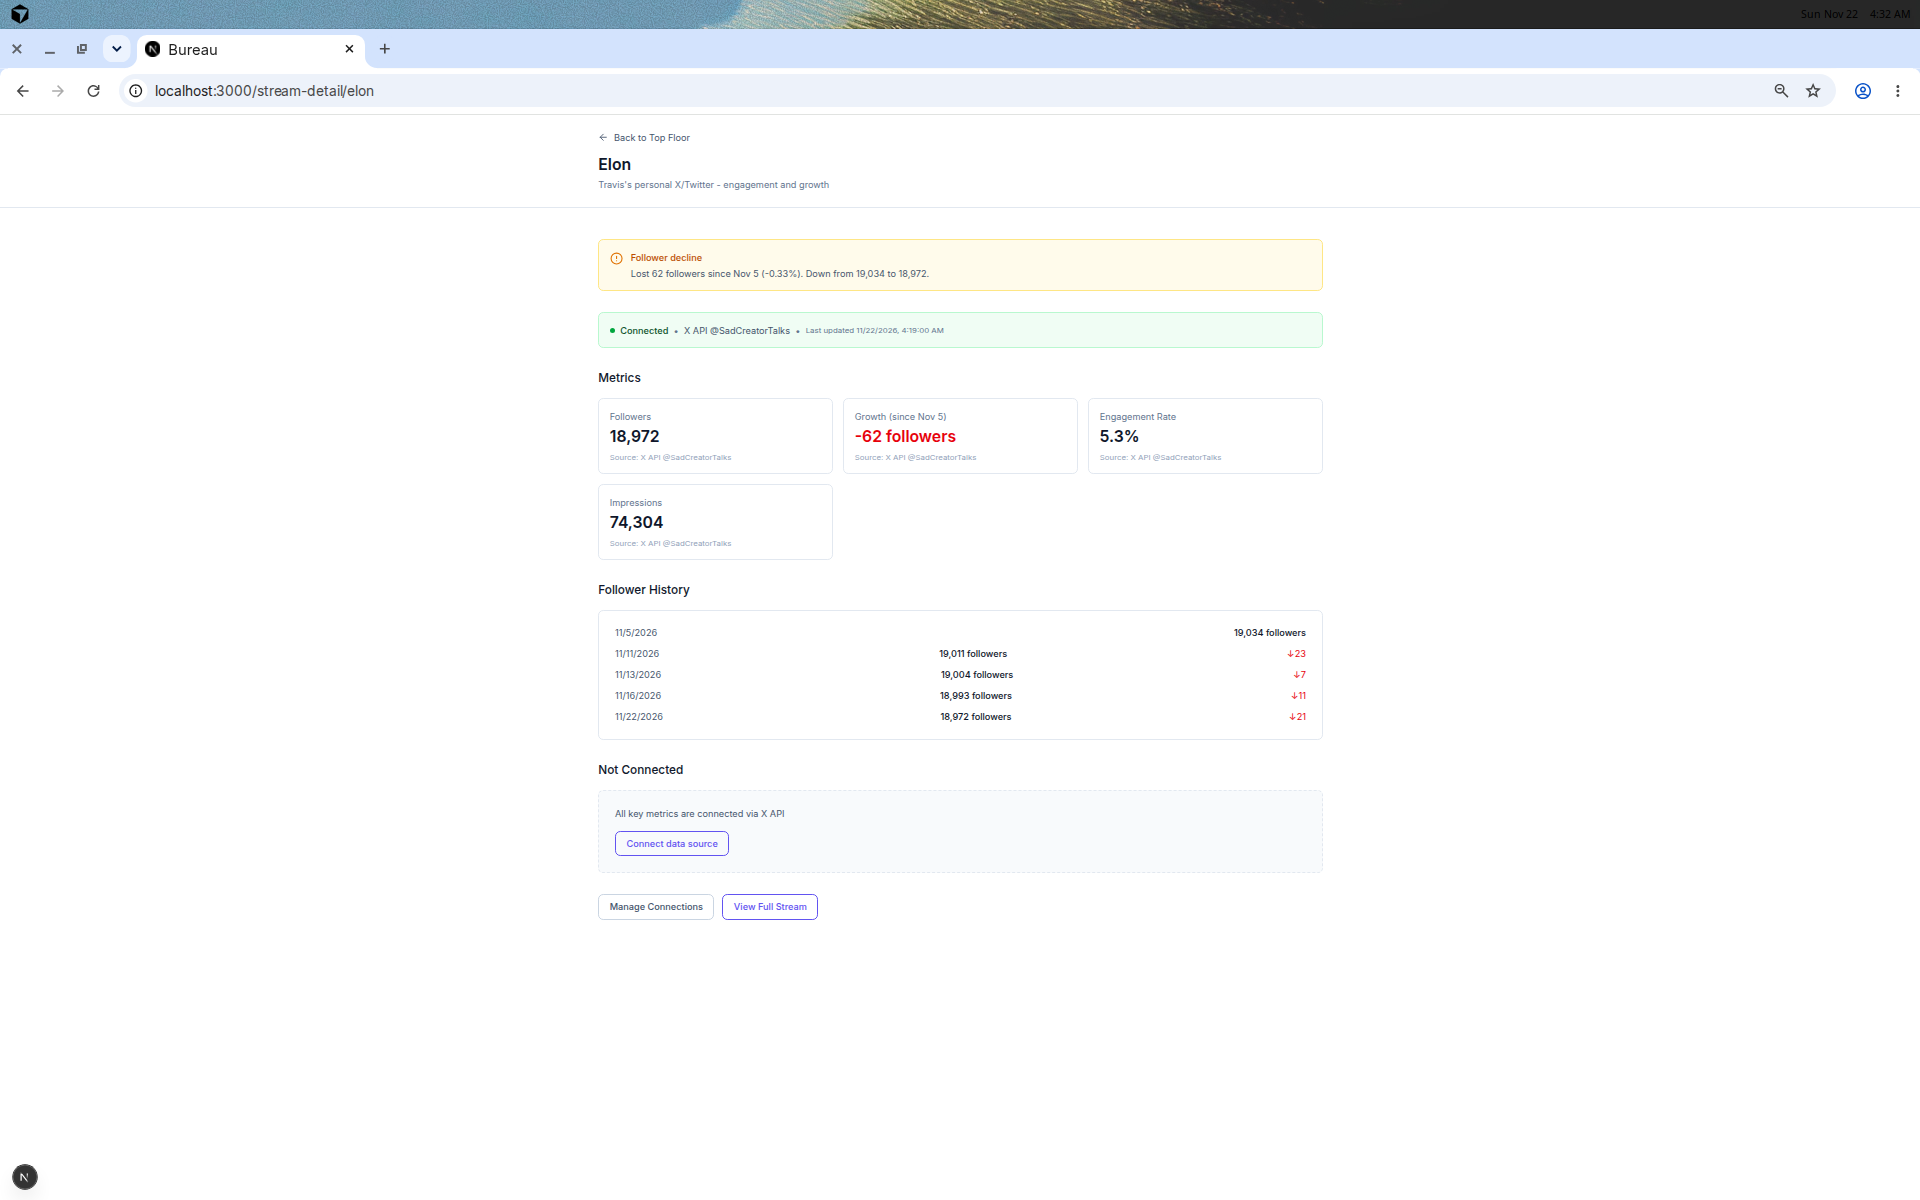 Sun Nov 22 4:32 AM
Bureau
localhost:3000/stream-detail/elon
Back to Top Floor
Elon
Travis's personal X/Twitter - engagement and growth
Follower decline
Lost 62 followers since Nov 5 (-0.33%). Down from 19,034 to 18,972.
Connected • X API @SadCreatorTalks • Last updated 11/22/2026, 4:19:00 AM
Metrics
Followers
18,972
Source: X API @SadCreatorTalks
Growth (since Nov 5)
-62 followers
Source: X API @SadCreatorTalks
Engagement Rate
5.3%
Source: X API @SadCreatorTalks
Impressions
74,304
Source: X API @SadCreatorTalks
Follower History
11/5/2026 19,034 followers
11/11/2026 19,011 followers ↓23
11/13/2026 19,004 followers ↓7
11/16/2026 18,993 followers ↓11
11/22/2026 18,972 followers ↓21
Not Connected
All key metrics are connected via X API
Connect data source
Manage Connections View Full Stream
N